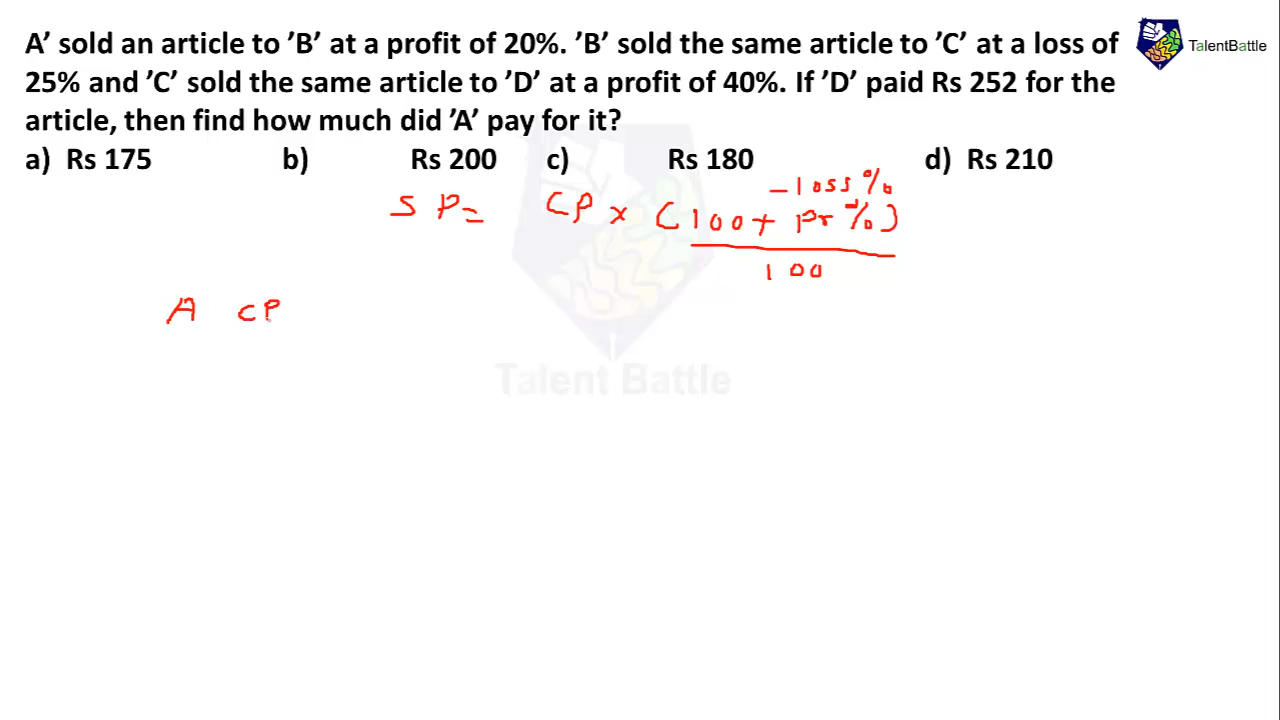 A’ sold an article to ’B’ at a profit of 20%. ’B’ sold the same article to ’C’ at a loss of
25% and ’C’ sold the same article to ’D’ at a profit of 40%. If ’D’ paid Rs 252 for the
article, then find how much did ’A’ pay for it?
a) Rs 175 b) Rs 200 c) Rs 180 d) Rs 210
TalentBattle
- loss %
SP = CP x (100 + pr %)
100
A CP
Talent Battle